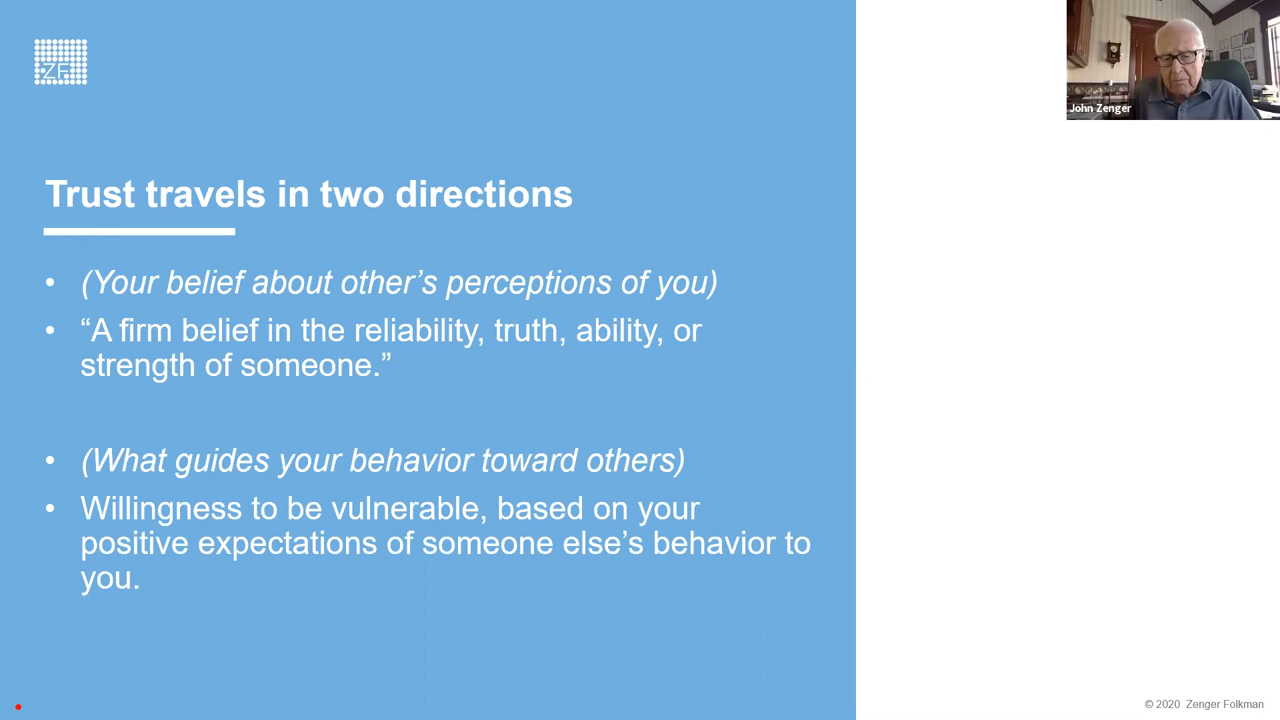 ZF
John Zenger
Trust travels in two directions
• (Your belief about other’s perceptions of you)
• “A firm belief in the reliability, truth, ability, or
strength of someone.”
• (What guides your behavior toward others)
• Willingness to be vulnerable, based on your
positive expectations of someone else’s behavior to
you.
© 2020 Zenger Folkman